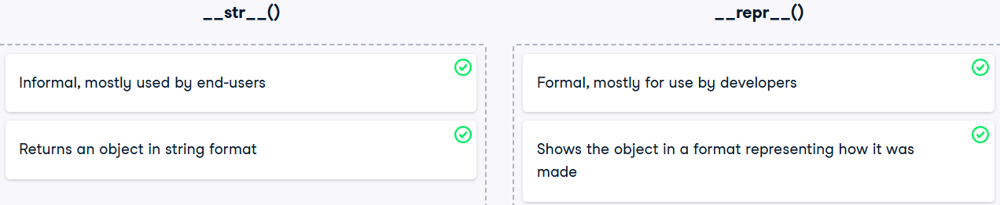 __str__()
Informal, mostly used by end-users
Returns an object in string format
__repr__()
Formal, mostly for use by developers
Shows the object in a format representing how it was
made